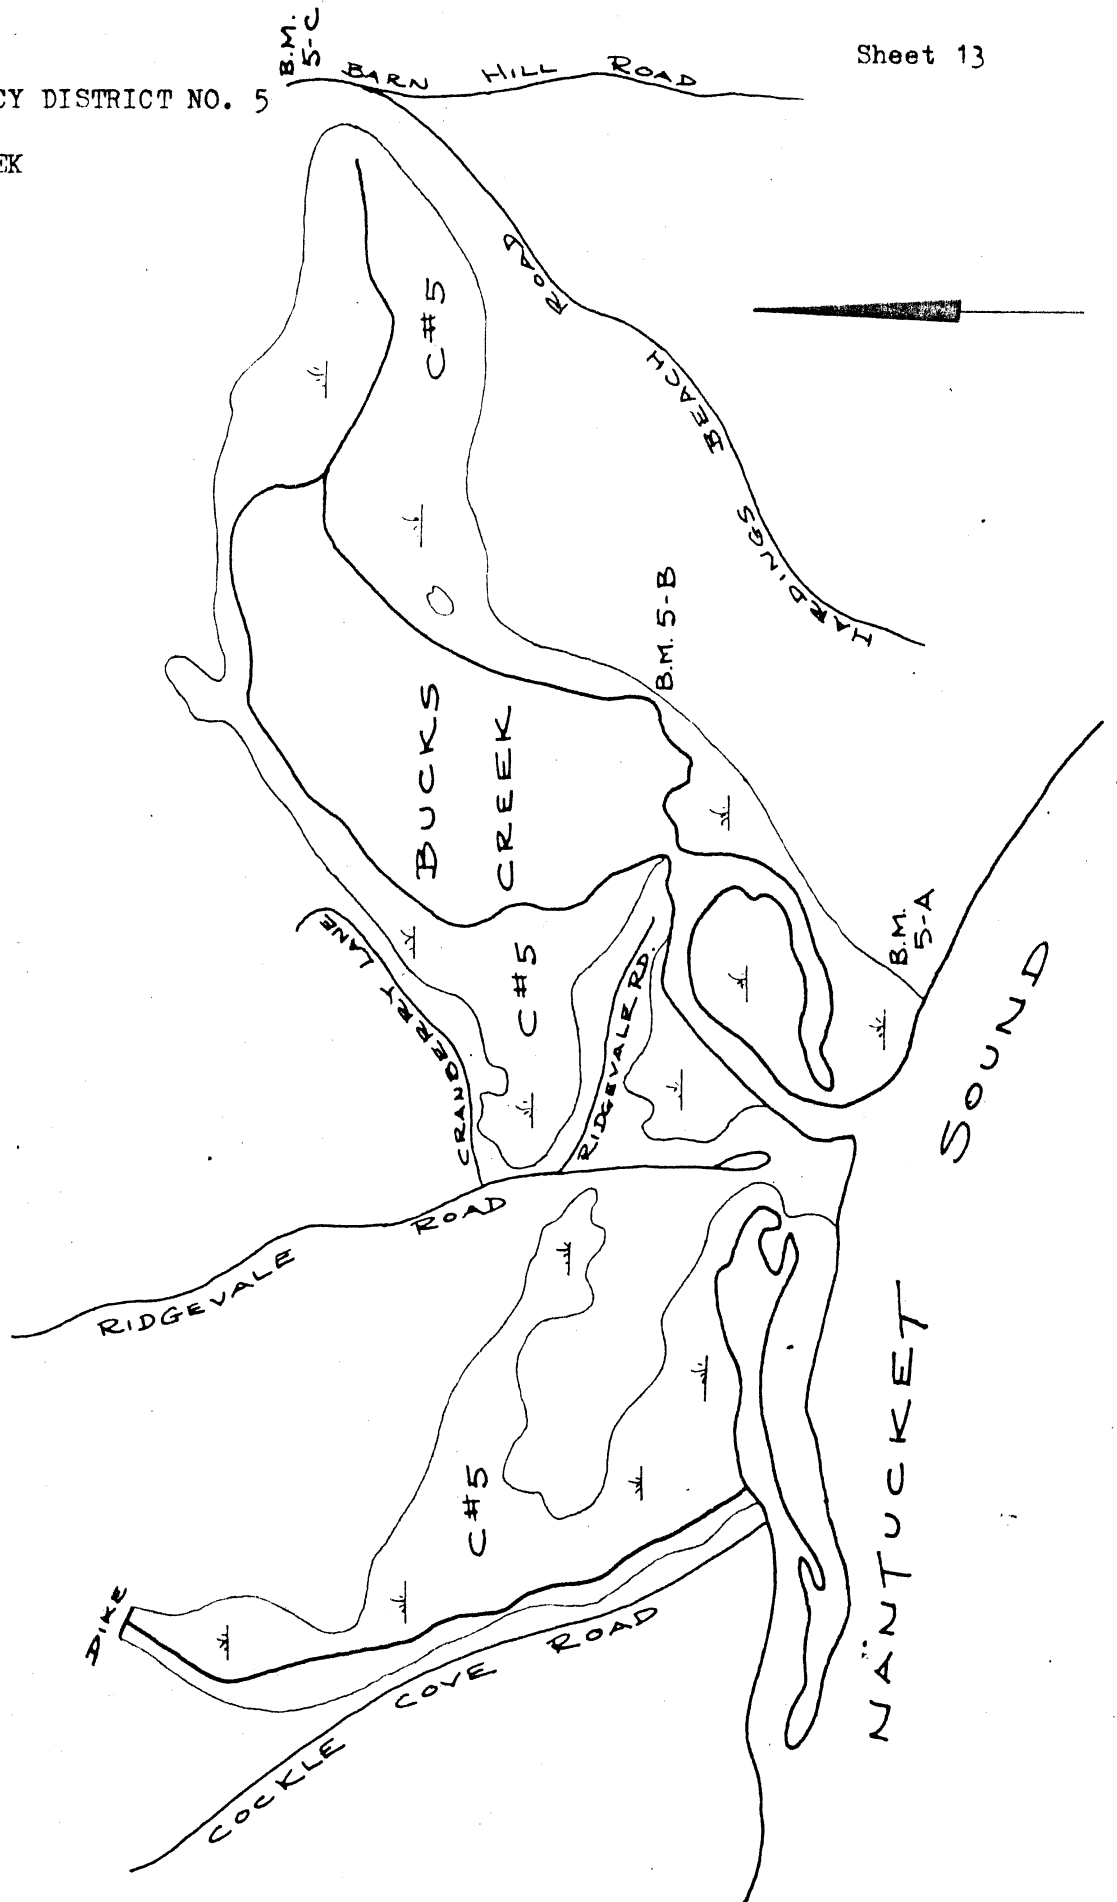 Sheet 13
CY DISTRICT NO. 5
EK
B.M.
5-C
BARN HILL ROAD
HARDINGS BEACH ROAD
C#5
B.M. 5-B
BUCKS
CREEK
B.M.
5-A
C#5
CRANBERRY LANE
RIDGEVALE RD.
RIDGEVALE ROAD
C#5
DIKE
COCKLE COVE ROAD
NANTUCKET SOUND